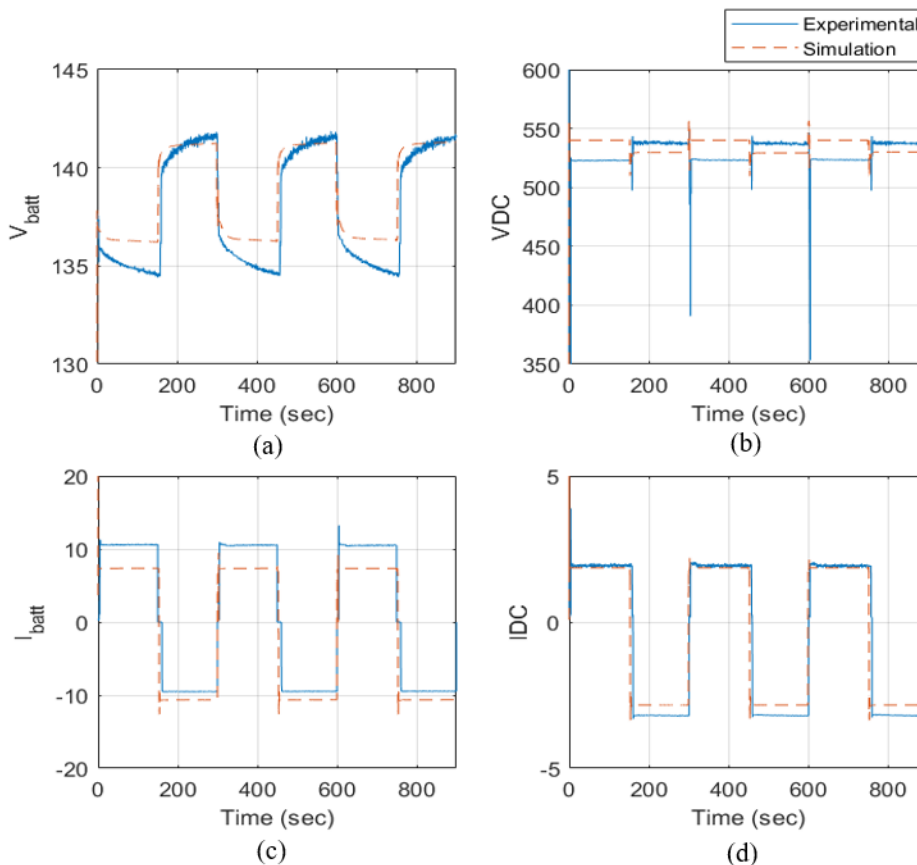 Experimental
Simulation
145
140
135
130
V_batt
0 200 400 600 800
Time (sec)
(a)
600
550
500
450
400
350
VDC
0 200 400 600 800
Time (sec)
(b)
20
10
0
-10
-20
I_batt
0 200 400 600 800
Time (sec)
(c)
5
0
-5
IDC
0 200 400 600 800
Time (sec)
(d)